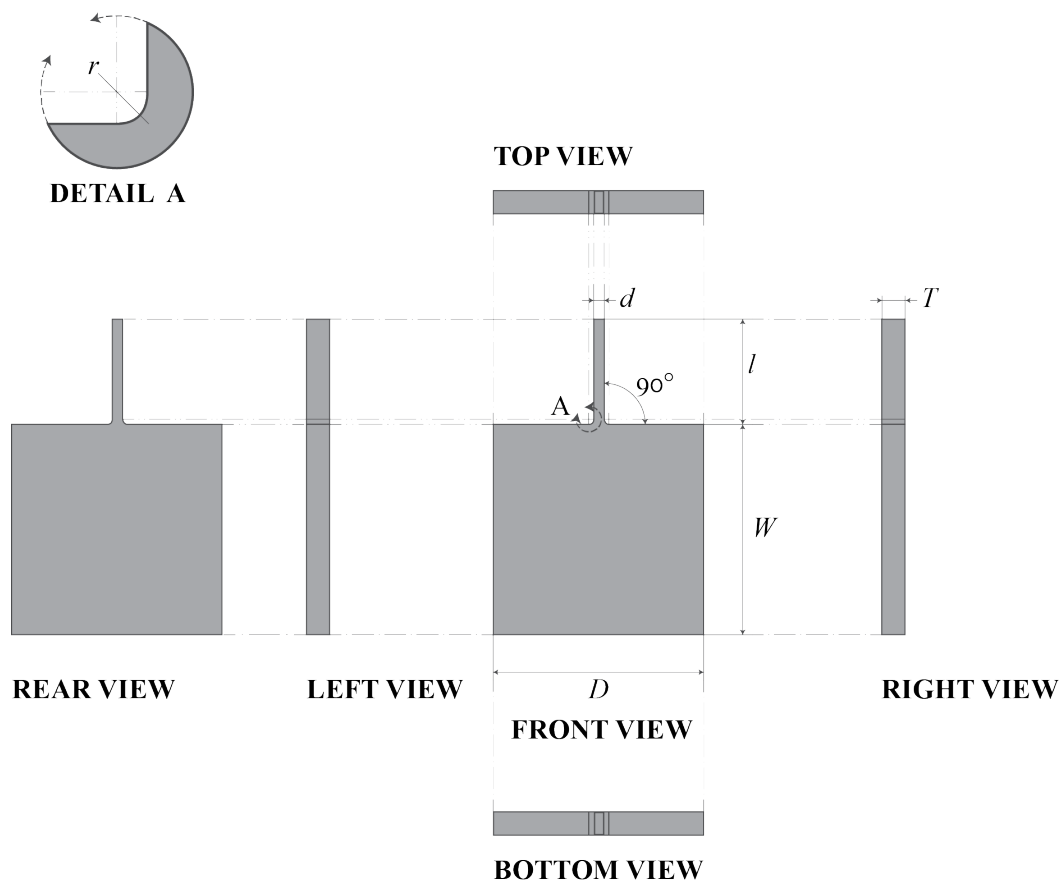 r
DETAIL A
TOP VIEW
d
T
l
90°
A
W
REAR VIEW
LEFT VIEW
D
RIGHT VIEW
FRONT VIEW
BOTTOM VIEW